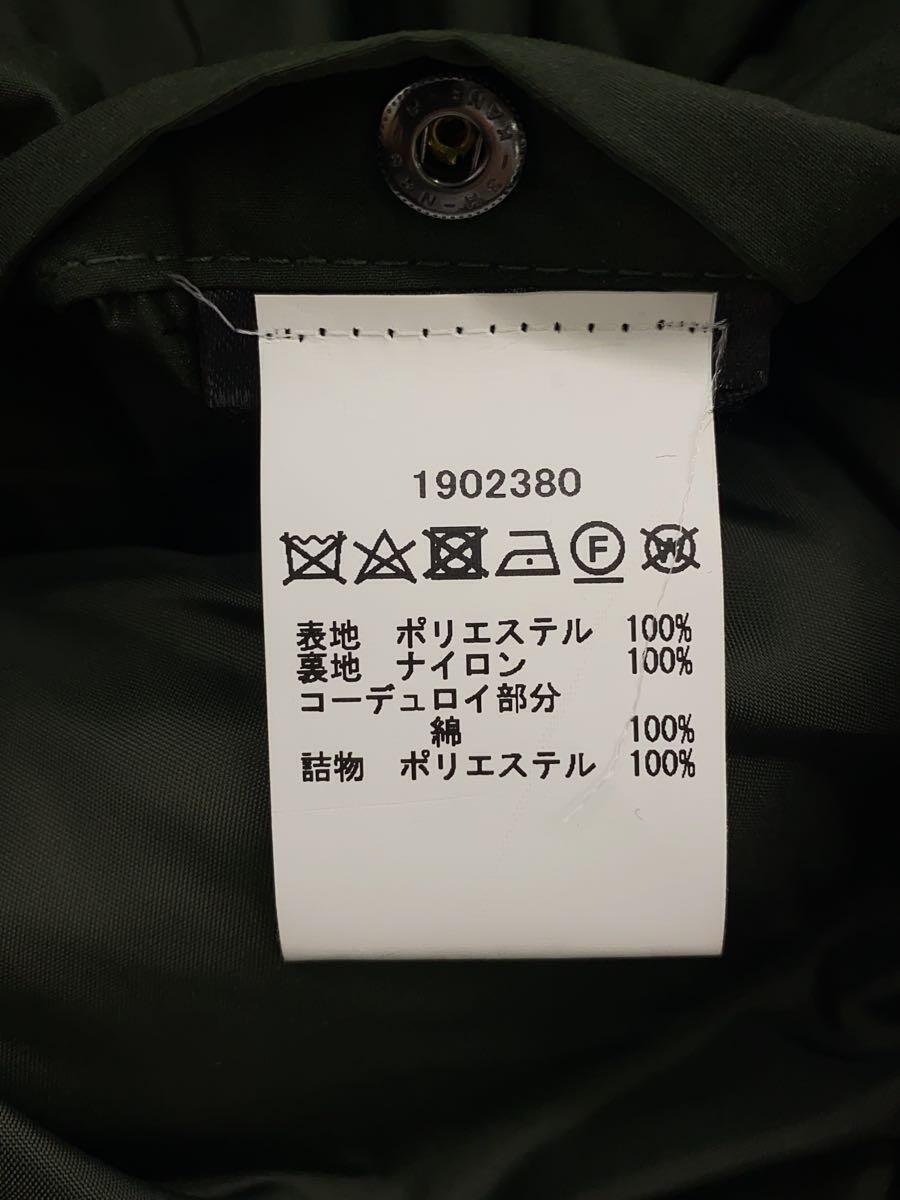 1902380
F W
表地 ポリエステル 100%
裏地 ナイロン 100%
コーデュロイ部分
綿 100%
詰物 ポリエステル 100%